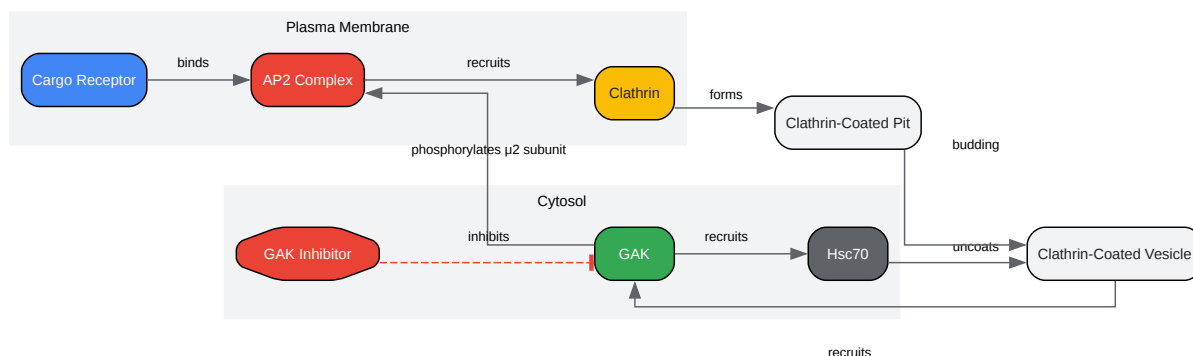 Plasma Membrane
Cargo Receptor
binds
AP2 Complex
recruits
Clathrin
forms
Clathrin-Coated Pit
budding
phosphorylates μ2 subunit
Cytosol
GAK Inhibitor
inhibits
GAK
recruits
Hsc70
uncoats
Clathrin-Coated Vesicle
recruits